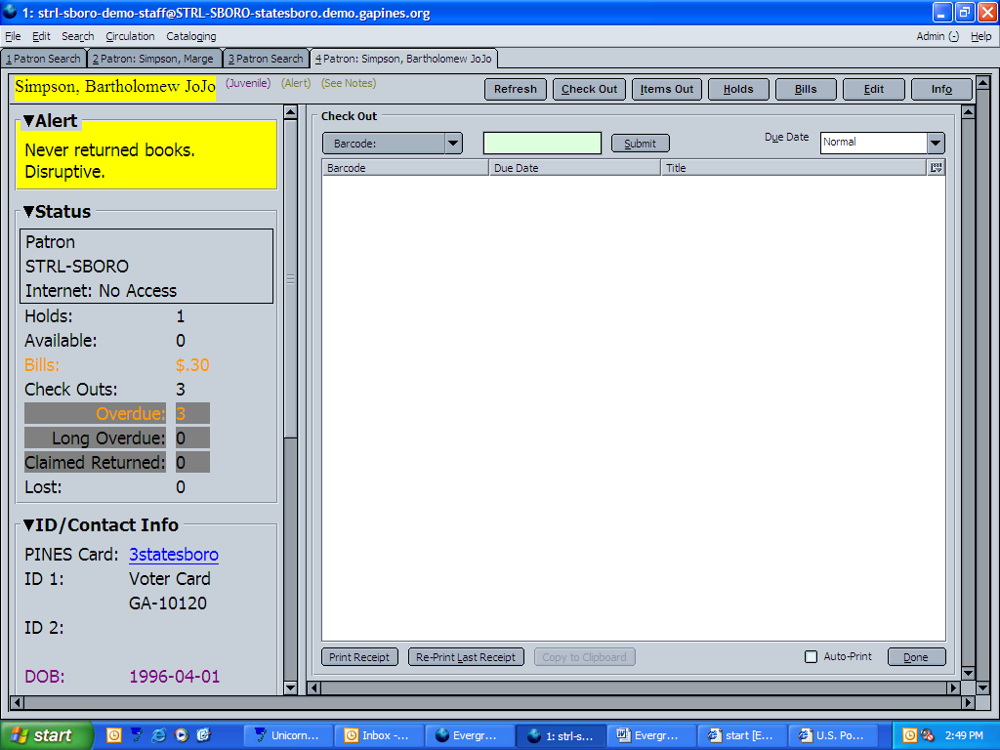 1: strl-sboro-demo-staff@STRL-SBORO-statesboro.demo.gapines.org
File Edit Search Circulation Cataloging Admin (-) Help
1 Patron Search 2 Patron: Simpson, Marge 3 Patron Search 4 Patron: Simpson, Bartholomew JoJo
Simpson, Bartholomew JoJo (Juvenile) (Alert) (See Notes) Refresh Check Out Items Out Holds Bills Edit Info
▼Alert
Never returned books.
Disruptive.
▼Status
Patron
STRL-SBORO
Internet: No Access
Holds: 1
Available: 0
Bills: $.30
Check Outs: 3
Overdue: 3
Long Overdue: 0
Claimed Returned: 0
Lost: 0
▼ID/Contact Info
PINES Card: 3statesboro
ID 1: Voter Card
GA-10120
ID 2:
DOB: 1996-04-01
Check Out
Barcode: Submit Due Date Normal
Barcode Due Date Title
Print Receipt Re-Print Last Receipt Copy to Clipboard Auto-Print Done
start Unicorn... Inbox -... Evergr... 1: strl-s... Evergr... start [E... U.S. Po... 2:49 PM